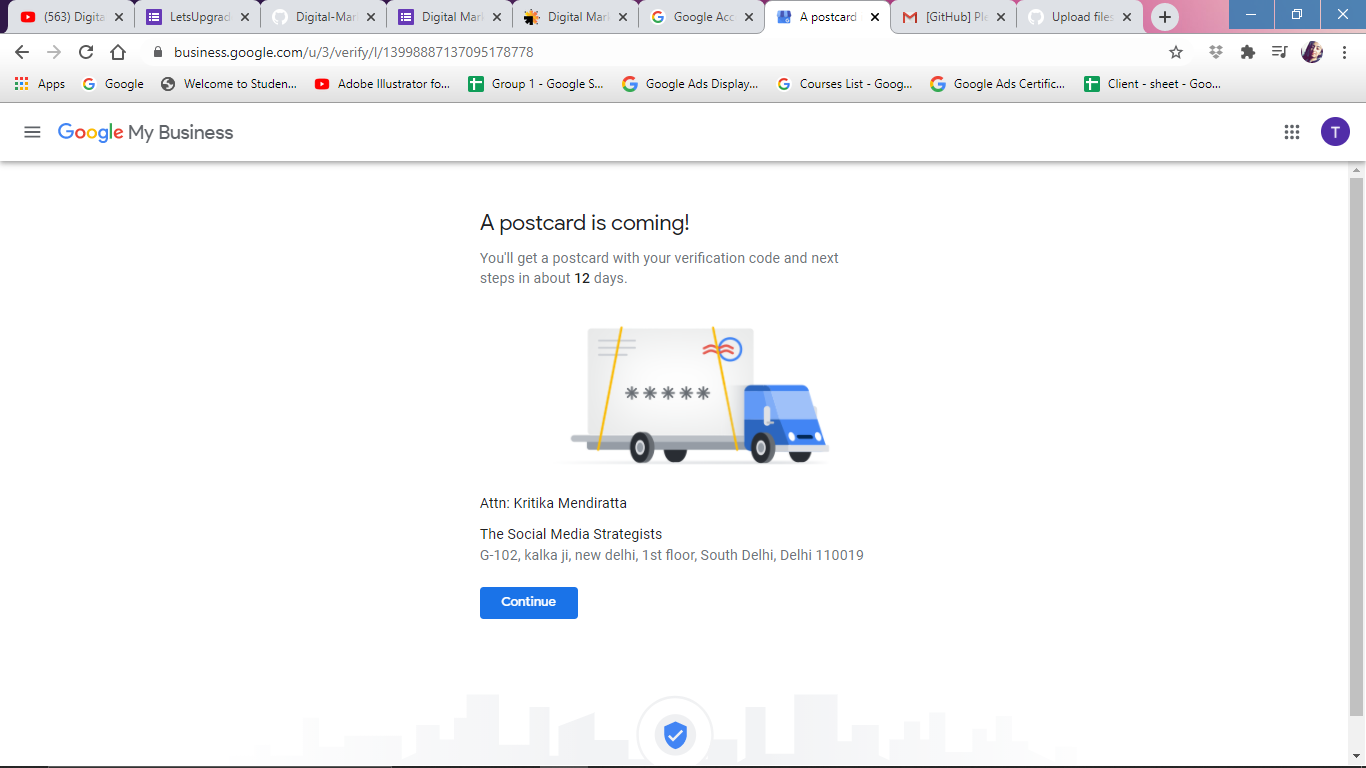 (563) Digita
LetsUpgrad
Digital-Mar
Digital Mar
Digital Mar
Google Acc
A postcard
[GitHub] Ple
Upload files
business.google.com/u/3/verify/l/13998887137095178778
Apps
Google
Welcome to Studen...
Adobe Illustrator fo...
Group 1 - Google S...
Google Ads Display...
Courses List - Goog...
Google Ads Certific...
Client - sheet - Goo...
Google My Business
T
A postcard is coming!
You'll get a postcard with your verification code and next
steps in about 12 days.
*****
Attn: Kritika Mendiratta
The Social Media Strategists
G-102, kalka ji, new delhi, 1st floor, South Delhi, Delhi 110019
Continue